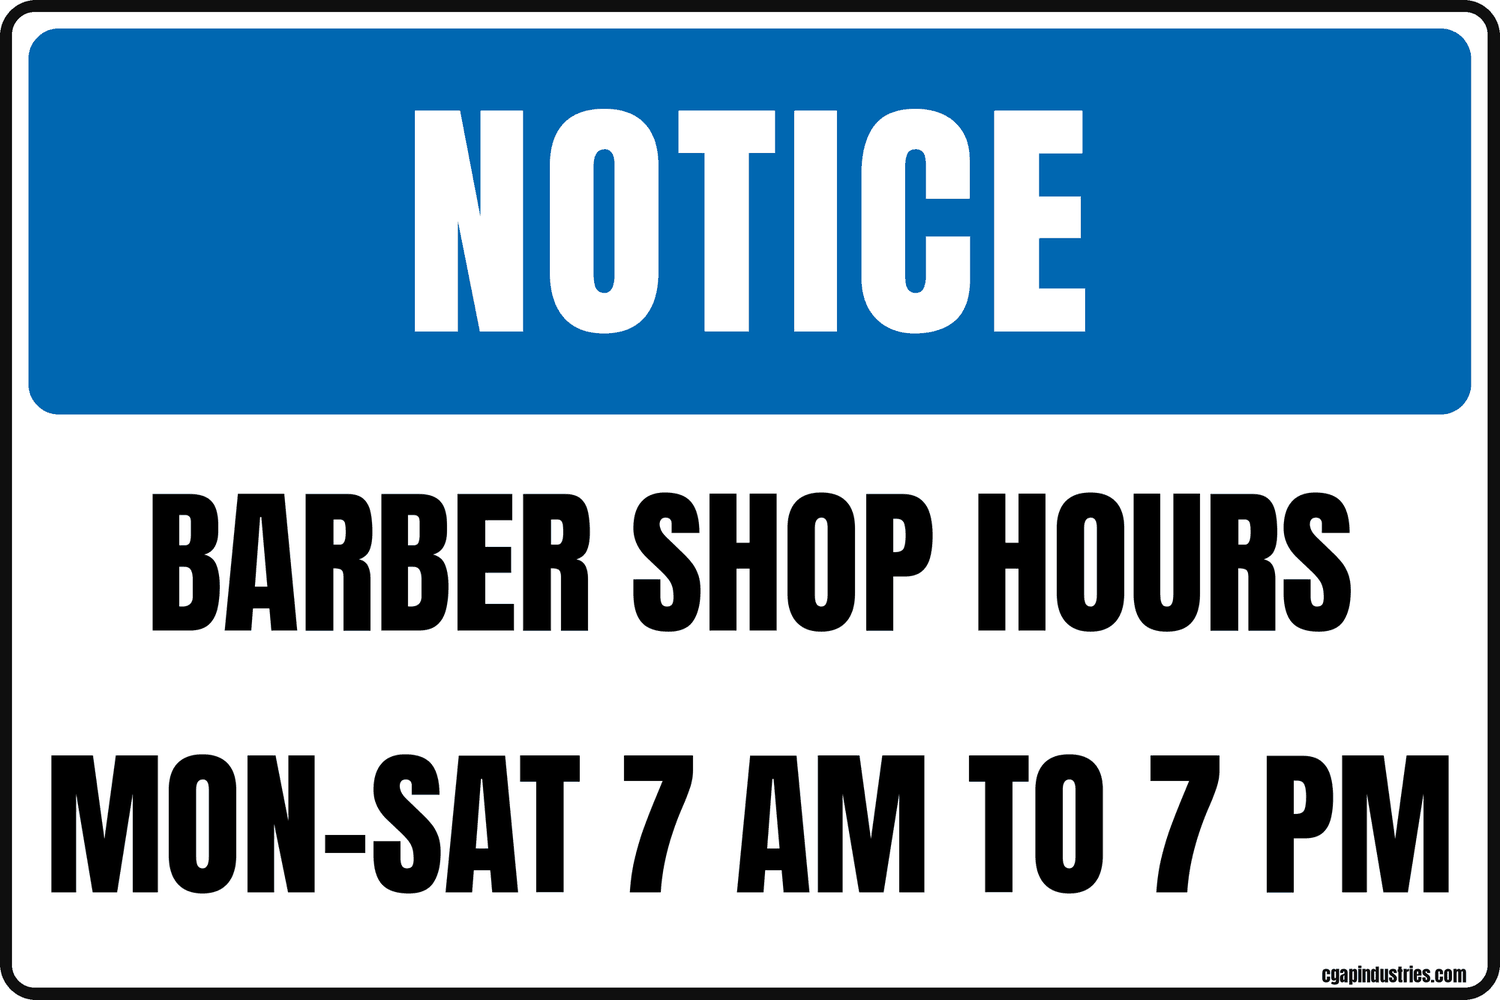 NOTICE
BARBER SHOP HOURS
MON-SAT 7 AM TO 7 PM
cgapindustries.com